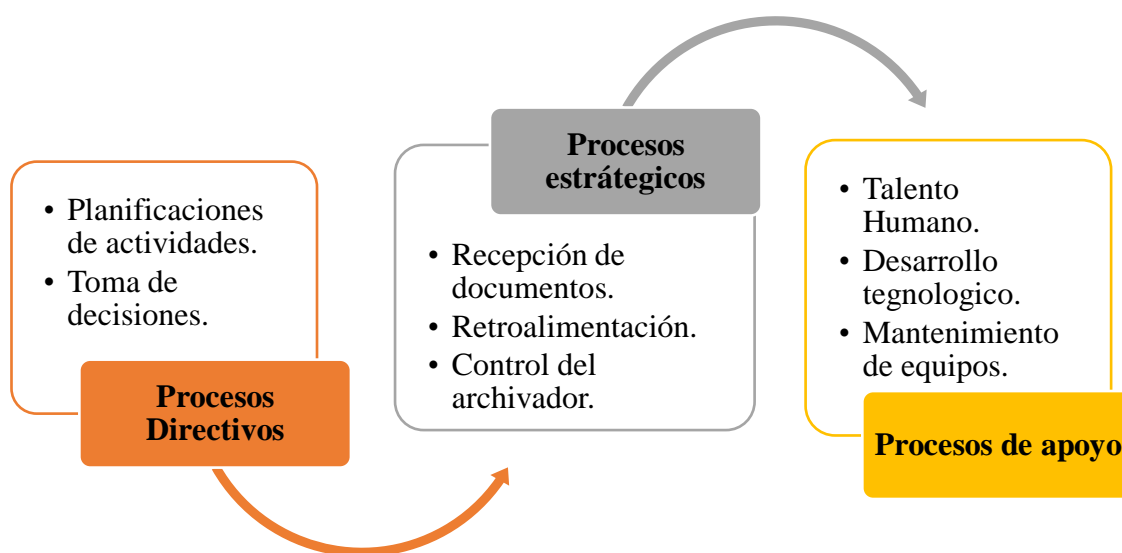 • Planificaciones
de actividades.
• Toma de
decisiones.
Procesos
Directivos
Procesos
estrátegicos
• Recepción de
documentos.
• Retroalimentación.
• Control del
archivador.
• Talento
Humano.
• Desarrollo
tegnologico.
• Mantenimiento
de equipos.
Procesos de apoyo